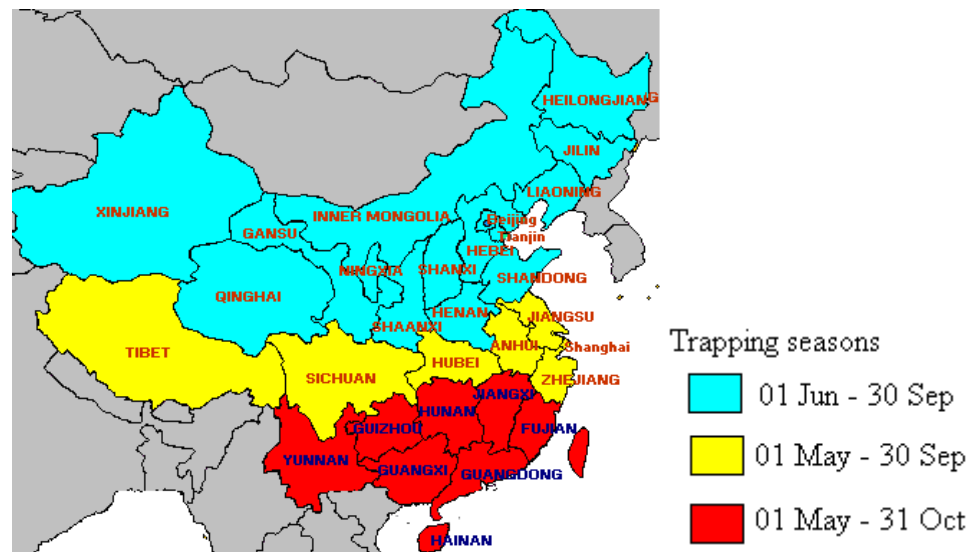 HEILONGJIANG
JILIN
LIAONING
XINJIANG
INNER MONGOLIA
Beijing
GANSU
Tianjin
HEBEI
NINGXIA
SHANXI
SHANDONG
QINGHAI
HENAN
JIANGSU
SHAANXI
ANHUI
Shanghai
TIBET
HUBEI
SICHUAN
ZHEJIANG
JIANGXI
HUNAN
GUIZHOU
FUJIAN
YUNNAN
GUANGXI
GUANGDONG
HAINAN
Trapping seasons
01 Jun - 30 Sep
01 May - 30 Sep
01 May - 31 Oct